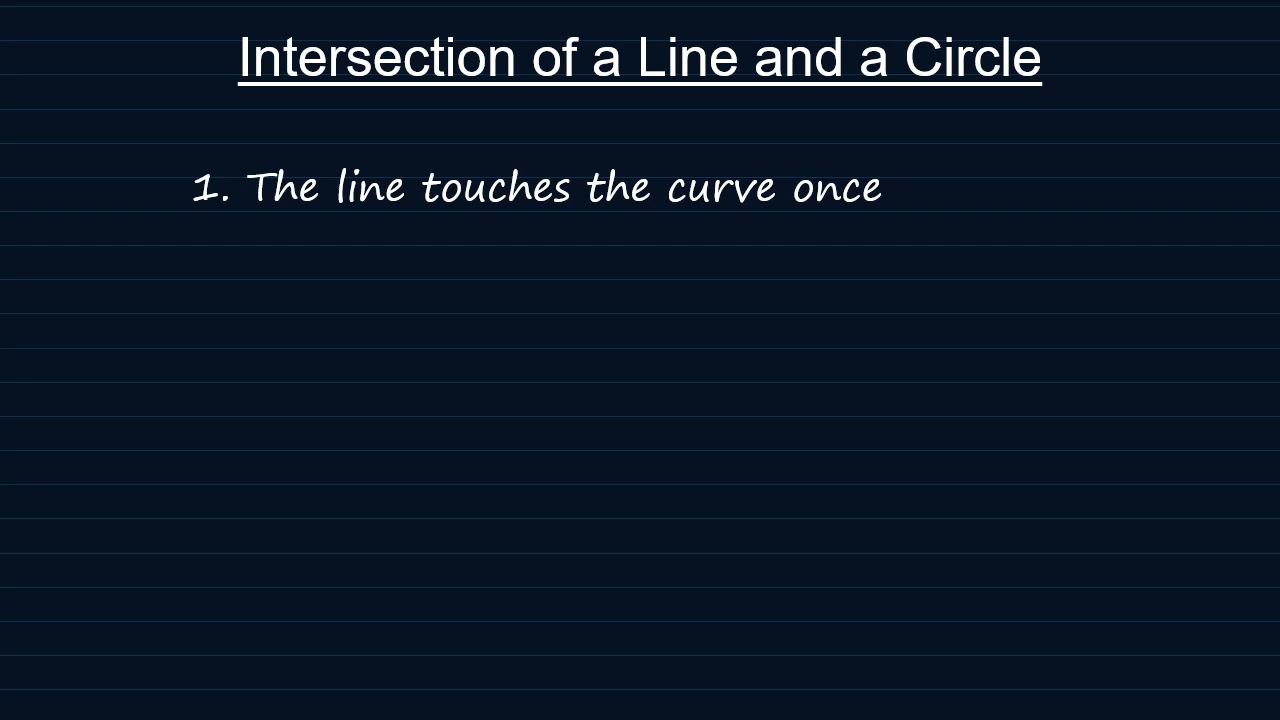 Intersection of a Line and a Circle
1. The line touches the curve once